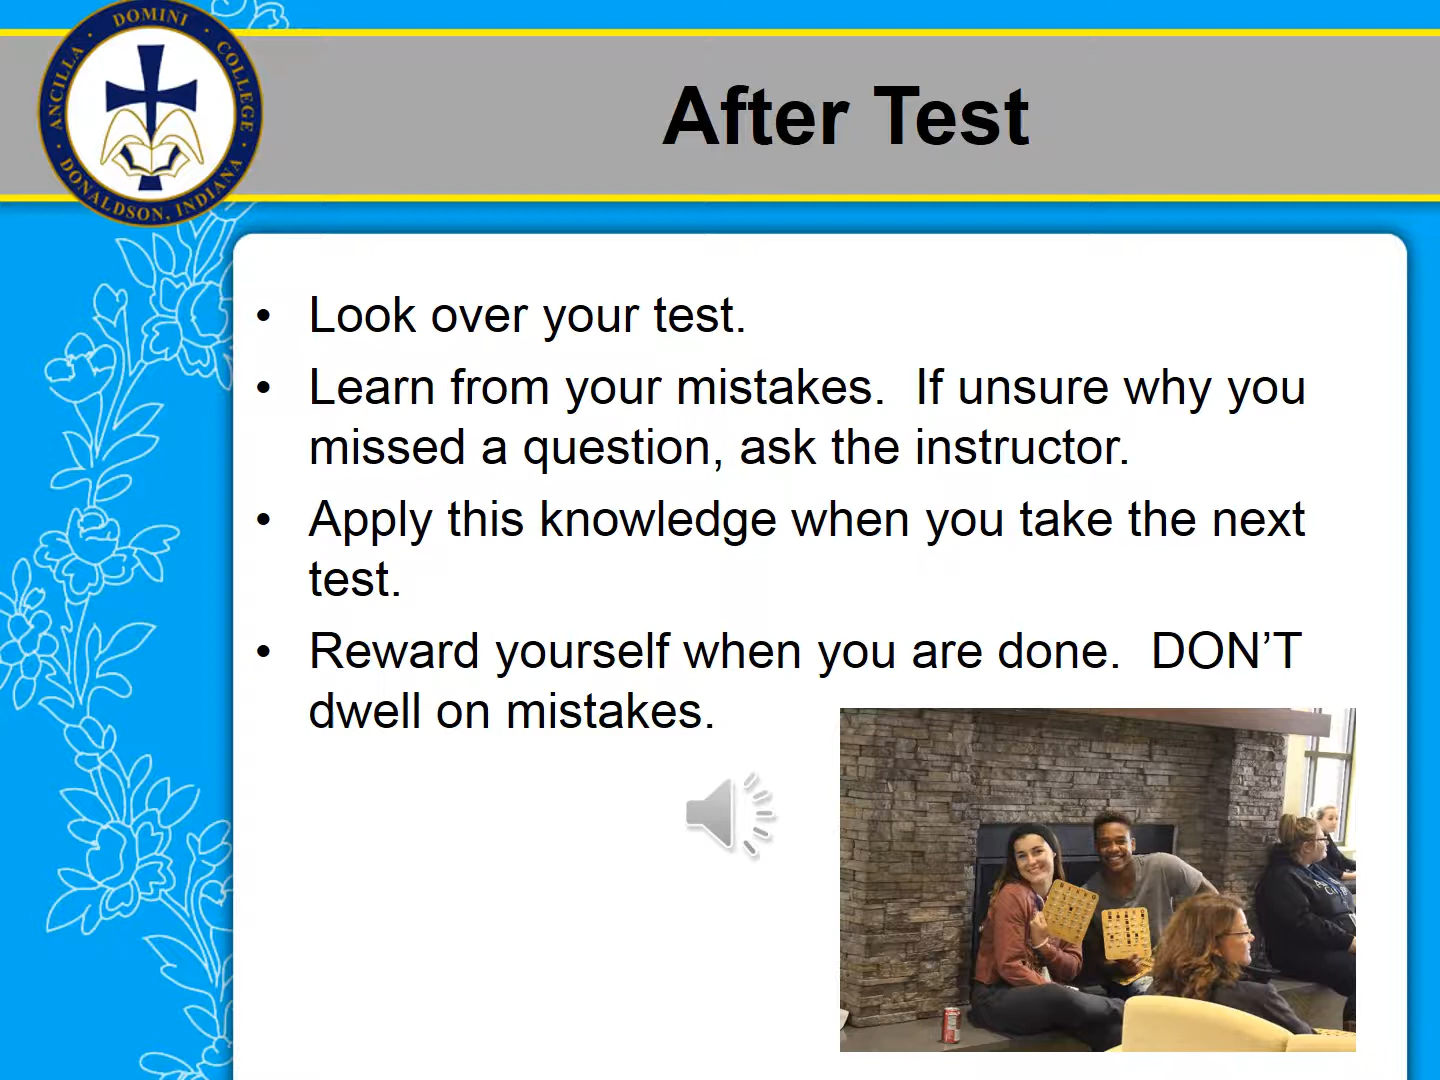 ANCILLA DOMINI COLLEGE
DONALDSON, INDIANA
After Test
• Look over your test.
• Learn from your mistakes.  If unsure why you
missed a question, ask the instructor.
• Apply this knowledge when you take the next
test.
• Reward yourself when you are done.  DON’T
dwell on mistakes.
BINGO